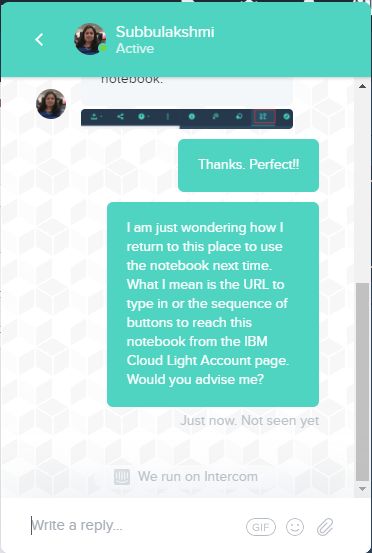 Subbulakshmi
Active
notebook.
Thanks. Perfect!!
I am just wondering how I
return to this place to use
the notebook next time.
What I mean is the URL to
type in or the sequence of
buttons to reach this
notebook from the IBM
Cloud Light Account page.
Would you advise me?
Just now. Not seen yet
We run on Intercom
Write a reply...
GIF